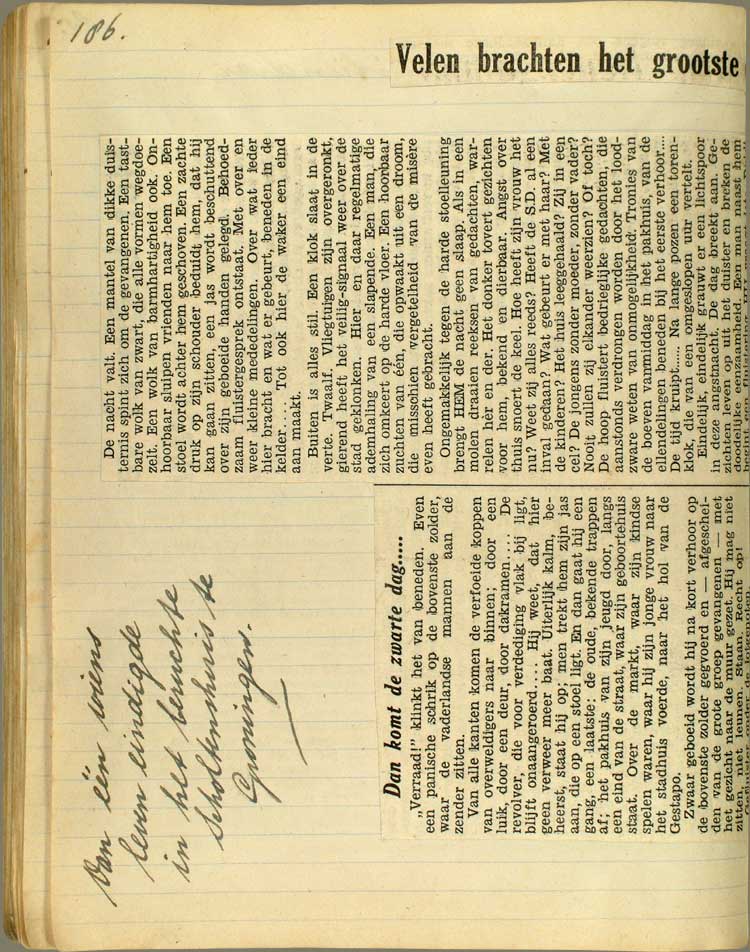 186.
Velen brachten het grootste
Van één wiens
leven eindigde
in het beruchte
Scholtenshuis te
Groningen.
Dan komt de zwarte dag.....
„Verraad!” klinkt het van beneden. Even
een panische schrik op de bovenste zolder,
waar de vaderlandse mannen aan de
zender zitten.
Van alle kanten komen de verfoeide koppen
van overweldigers naar binnen; door een
luik, door een deur, door dakramen.... De
revolver, die voor verdediging vlak bij ligt,
blijft onaangeroerd.... Hij weet, dat hier
geen verweer meer baat. Uiterlijk kalm, be-
heerst, staat hij op; men trekt hem zijn jas
aan, die op een stoel ligt. En dan gaat hij een
gang, een laatste: de oude, bekende trappen
af; het pakhuis van zijn jeugd door, langs
een eind van de straat, waar zijn geboortehuis
staat. Over de markt, waar zijn kindse
spelen waren, waar hij zijn jonge vrouw naar
het stadhuis voerde, naar het hol van de
Gestapo.
Zwaar geboeid wordt hij na kort verhoor op
de bovenste zolder gegvoerd en — afgeschei-
den van de grote groep gevangenen — met
het gezicht naar de muur gezet. Hij mag niet
zitten, niet leunen. Staan. Recht op!
De nacht valt. Een mantel van dikke duis-
ternis spint zich om de gevangenen. Een tast-
bare wolk van zwart, die alle vormen wegdoe-
zelt. Een wolk van barmhartigheid ook. On-
hoorbaar sluipen vrienden naar hem toe. Een
stoel wordt achter hem geschoven. Een zachte
druk op zijn schouder beduidt hem, dat hij
kan gaan zitten; een jas wordt beschuttend
over zijn geboeide handen gelegd. Behoed-
zaam fluistergesprek ontstaat. Met over en
weer kleine mededelingen. Over wat ieder
hier bracht en wat er gebeurt, beneden in de
kelder.... Tot ook hier de waker een eind
aan maakt.
Buiten is alles stil. Een klok slaat in de
verte. Twaalf. Vliegtuigen zijn overgeronkt,
gierend heeft het veilig-signaal weer over de
stad geklonken. Hier en daar regelmatige
ademhaling van een slapende. Een man, die
zich omkeert op de harde vloer. Een hoorbaar
zuchten van één, die opwaakt uit een droom,
die misschien vergetelheid van de misère
even heeft gebracht.
Ongemakkelijk tegen de harde stoelleuning
brengt HEM de nacht geen slaap. Als in een
molen draaien reeksen van gedachten, war-
relen hèr en der. Het donker tovert gezichten
voor hem, bekend en dierbaar. Angst over
thuis snoert de keel. Hoe heeft zijn vrouw het
nu? Weet zij alles reeds? Heeft de S.D. al een
inval gedaan? Wat gebeurt er met haar? Met
de kinderen? Het huis leeggehaald? Zij in een
cel? De jongens zonder moeder, zonder vader?
Nooit zullen zij elkander weerzien? Of toch?
De hoop fluistert bedrieglijke gedachten, die
aanstonds verdrongen worden door het lood-
zware weten van onmogelijkheid. Tronies van
de boeven varmiddag in het pakhuis, van de
ellendelingen beneden bij het eerste verhoor....
De tijd kruipt..... Na lange pozen een toren-
klok, die van een omgeslopen uur vertelt.
Eindelijk, eindelijk grauwt er een lichtspoor
in deze angstnacht. De dag breekt aan. Ge-
zichten leven op uit het duister en breken de
doodelijke eenzaamheid. Een man naast hem